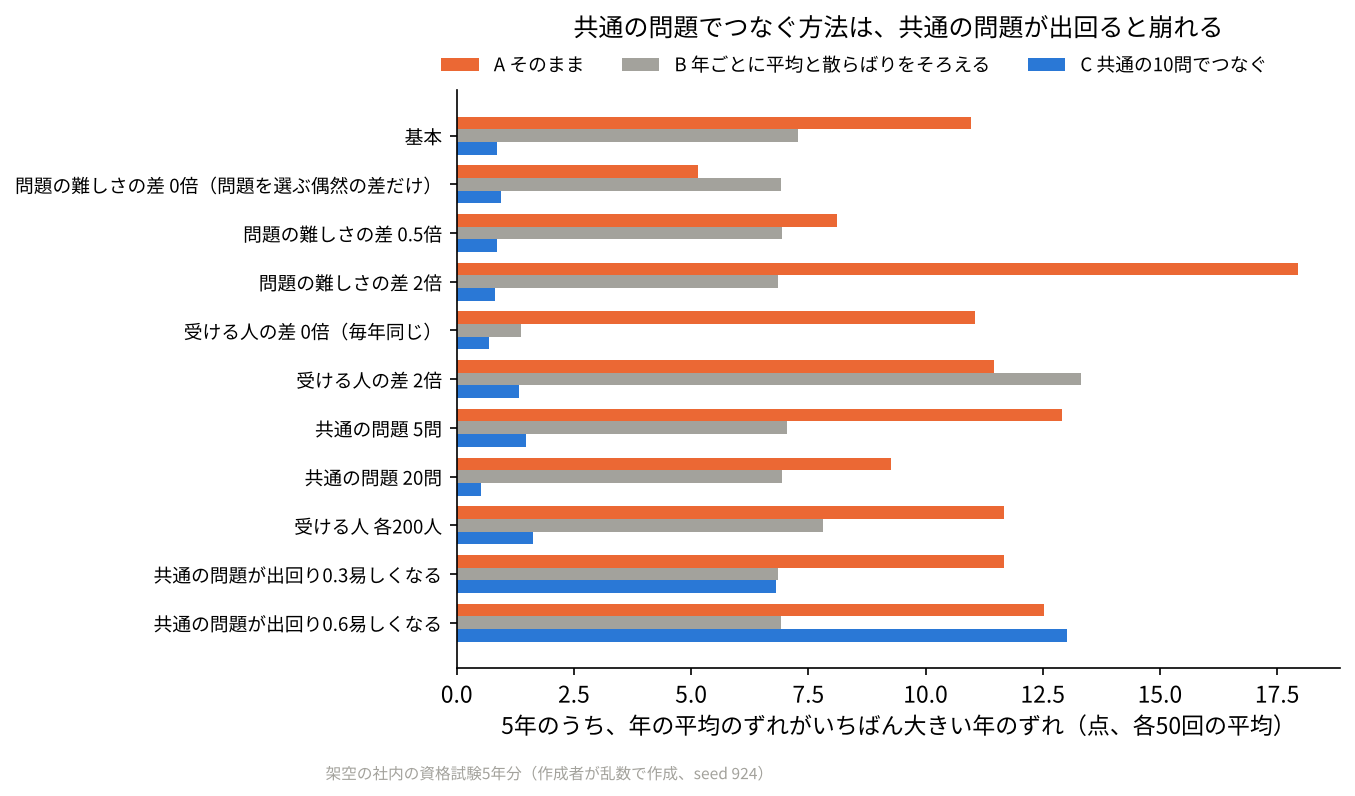 共通の問題でつなぐ方法は、共通の問題が出回ると崩れる
A そのまま
B 年ごとに平均と散らばりをそろえる
C 共通の10問でつなぐ
基本
問題の難しさの差 0倍（問題を選ぶ偶然の差だけ）
問題の難しさの差 0.5倍
問題の難しさの差 2倍
受ける人の差 0倍（毎年同じ）
受ける人の差 2倍
共通の問題 5問
共通の問題 20問
受ける人 各200人
共通の問題が出回り0.3易しくなる
共通の問題が出回り0.6易しくなる
0.0 2.5 5.0 7.5 10.0 12.5 15.0 17.5
5年のうち、年の平均のずれがいちばん大きい年のずれ（点、各50回の平均）
架空の社内の資格試験5年分（作成者が乱数で作成、seed 924）